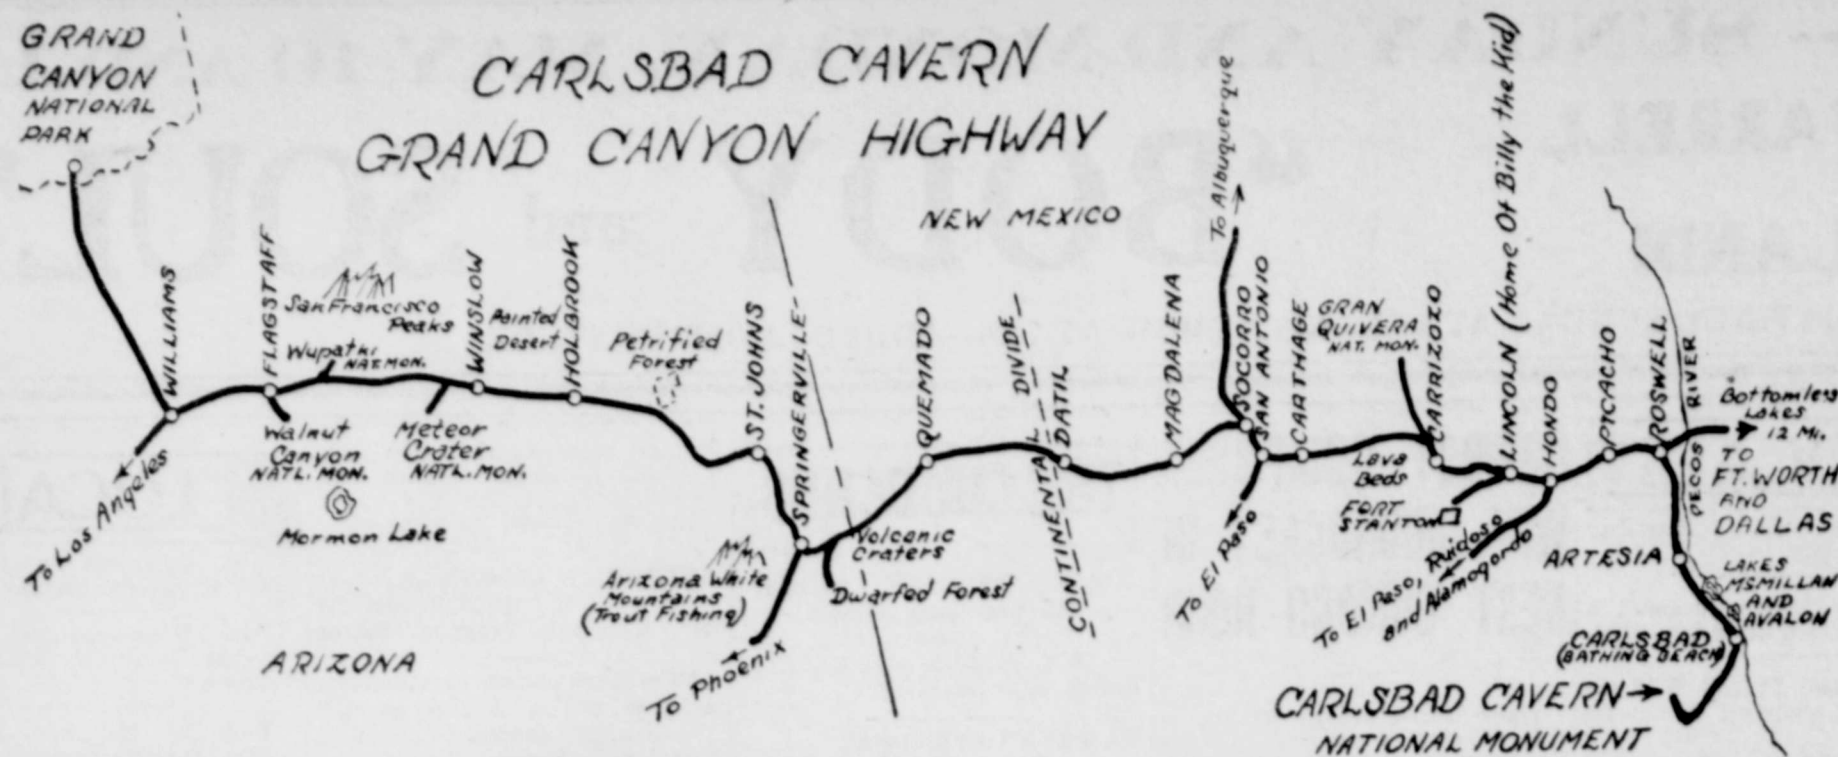 GRAND
CANYON
NATIONAL
PARK
CARLSBAD CAVERN
GRAND CANYON HIGHWAY
NEW MEXICO
WILLIAMS
To Los Angeles
FLAGSTAFF
San Francisco
Peaks
Wupatki
NAT. MON.
Walnut
Canyon
NATL. MON.
Mormon Lake
Meteor
Crater
NATL. MON.
WINSLOW
Painted
Desert
HOLBROOK
Petrified
Forest
ST. JOHNS
SPRINGERVILLE
Arizona White
Mountains
(Trout Fishing)
To Phoenix
ARIZONA
Volcanic
Craters
Dwarfed Forest
QUEMADO
CONTINENTAL DIVIDE
DATIL
MAGDALENA
To Albuquerque
SOCORRO
SAN ANTONIO
To El Paso
CARTHAGE
GRAN
QUIVERA
NAT. MON.
CARRIZOZO
Lava
Beds
FORT
STANTON
LINCOLN (Home Of Billy the Kid)
HONDO
To El Paso, Ruidoso
and Alamogordo
PICACHO
ROSWELL
PECOS RIVER
Bottomless
Lakes
12 Mi.
TO
FT. WORTH
AND
DALLAS
ARTESIA
LAKES
McMILLAN
AND
AVALON
CARLSBAD
(BATHING BEACH)
CARLSBAD CAVERN
NATIONAL MONUMENT